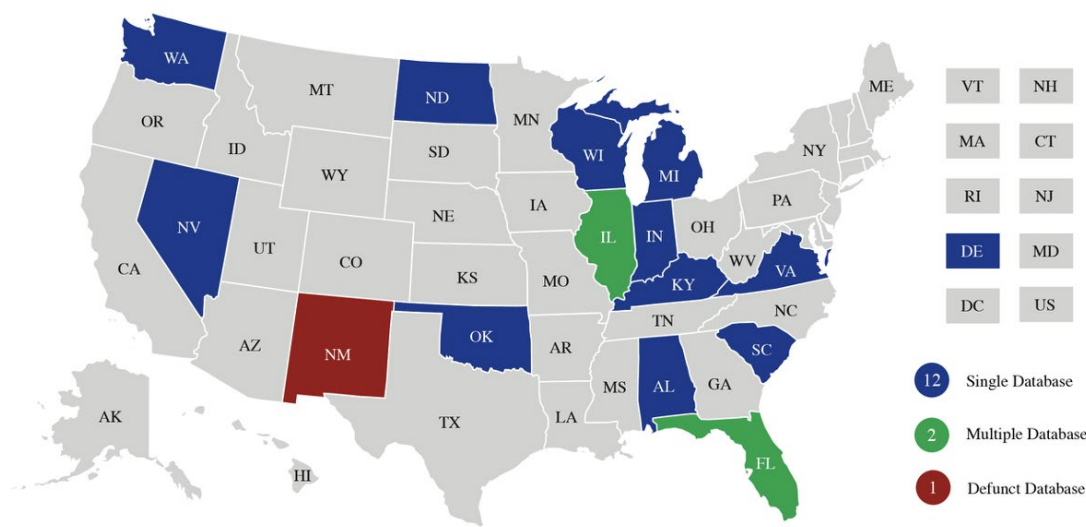 WA
MT
ND
MN
ME
VT
NH
OR
ID
SD
WI
MI
NY
MA
CT
WY
IA
PA
RI
NJ
NV
NE
IL
IN
OH
UT
CO
WV
VA
DE
MD
CA
KS
MO
KY
DC
US
AZ
NM
OK
AR
TN
NC
SC
TX
LA
MS
AL
GA
12 Single Database
AK
HI
FL
2 Multiple Database
1 Defunct Database